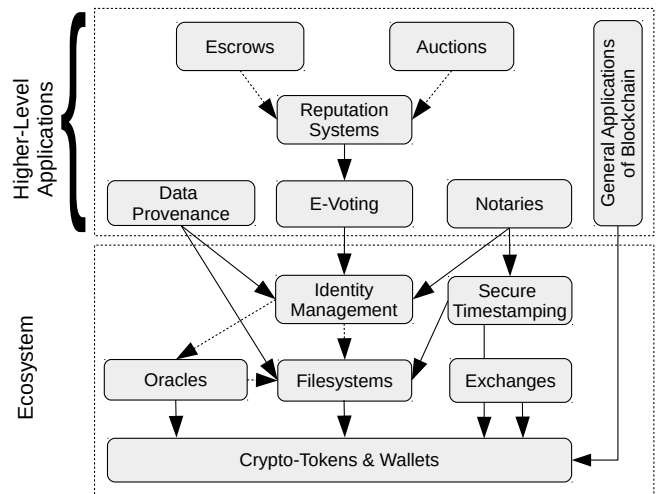 Higher-Level
Applications
Escrows
Auctions
Reputation
Systems
General Applications
of Blockchain
Data
Provenance
E-Voting
Notaries
Ecosystem
Identity
Management
Secure
Timestamping
Oracles
Filesystems
Exchanges
Crypto-Tokens & Wallets